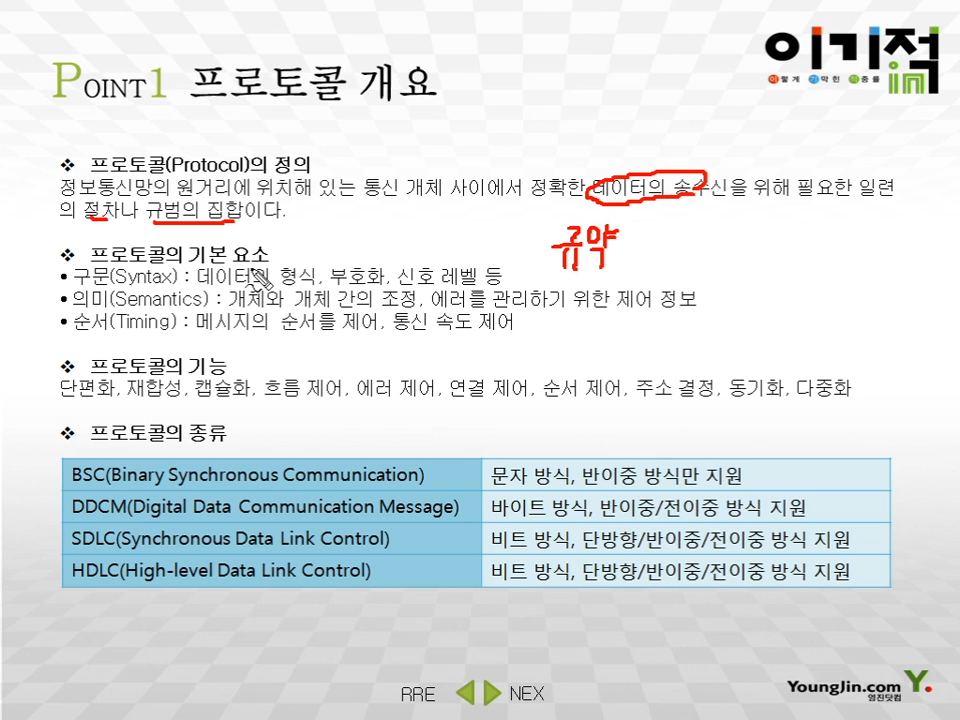 이기적in
이렇게 기막힌 적중률
POINT1 프로토콜 개요
❖ 프로토콜(Protocol)의 정의
정보통신망의 원거리에 위치해 있는 통신 개체 사이에서 정확한 데이터의 송수신을 위해 필요한 일련
의 절차나 규범의 집합이다.
규약
❖ 프로토콜의 기본 요소
• 구문(Syntax) : 데이터의 형식, 부호화, 신호 레벨 등
• 의미(Semantics) : 개체와 개체 간의 조정, 에러를 관리하기 위한 제어 정보
• 순서(Timing) : 메시지의 순서를 제어, 통신 속도 제어
❖ 프로토콜의 기능
단편화, 재합성, 캡슐화, 흐름 제어, 에러 제어, 연결 제어, 순서 제어, 주소 결정, 동기화, 다중화
❖ 프로토콜의 종류
BSC(Binary Synchronous Communication) 문자 방식, 반이중 방식만 지원
DDCM(Digital Data Communication Message) 바이트 방식, 반이중/전이중 방식 지원
SDLC(Synchronous Data Link Control) 비트 방식, 단방향/반이중/전이중 방식 지원
HDLC(High-level Data Link Control) 비트 방식, 단방향/반이중/전이중 방식 지원
RRE NEX
YoungJin.com Y.
영진닷컴